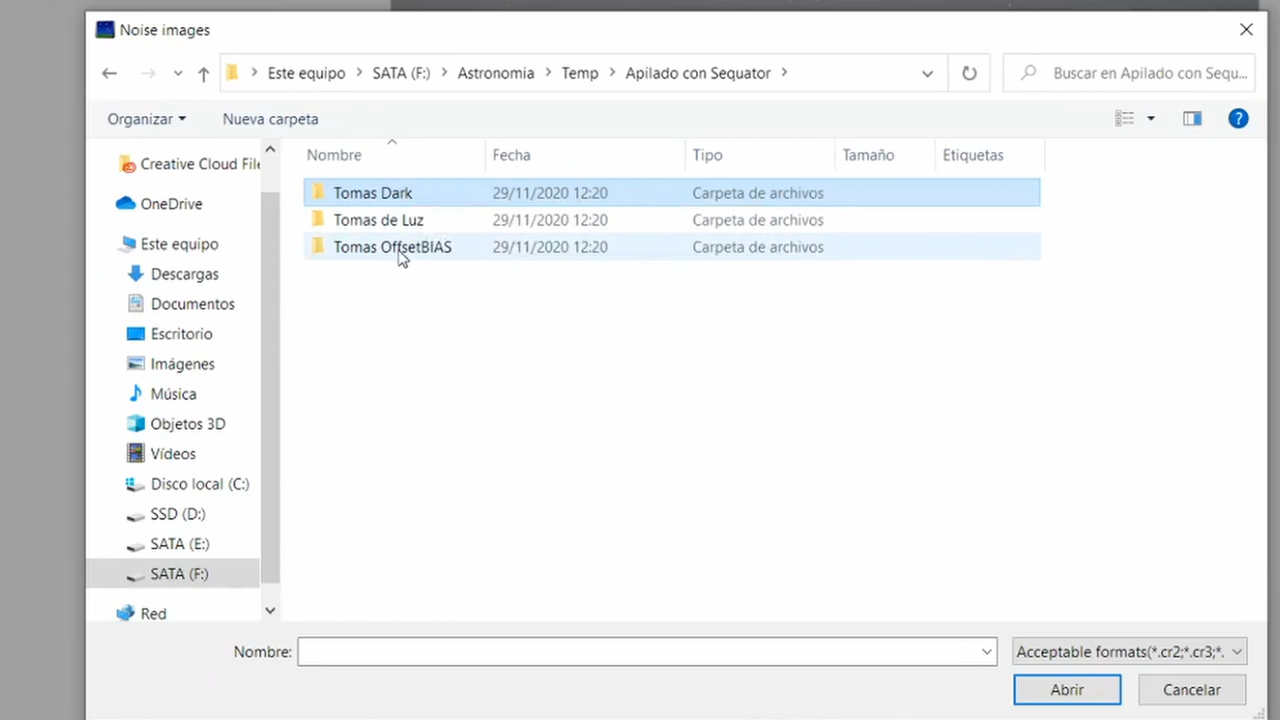 Noise images
Este equipo SATA (F:) Astronomia Temp Apilado con Sequator
Buscar en Apilado con Sequ...
Organizar Nueva carpeta
Nombre Fecha Tipo Tamaño Etiquetas
Tomas Dark 29/11/2020 12:20 Carpeta de archivos
Tomas de Luz 29/11/2020 12:20 Carpeta de archivos
Tomas OffsetBIAS 29/11/2020 12:20 Carpeta de archivos
Creative Cloud File
OneDrive
Este equipo
Descargas
Documentos
Escritorio
Imágenes
Música
Objetos 3D
Vídeos
Disco local (C:)
SSD (D:)
SATA (E:)
SATA (F:)
Red
Nombre:
Acceptable formats(*.cr2;*.cr3;*.
Abrir Cancelar